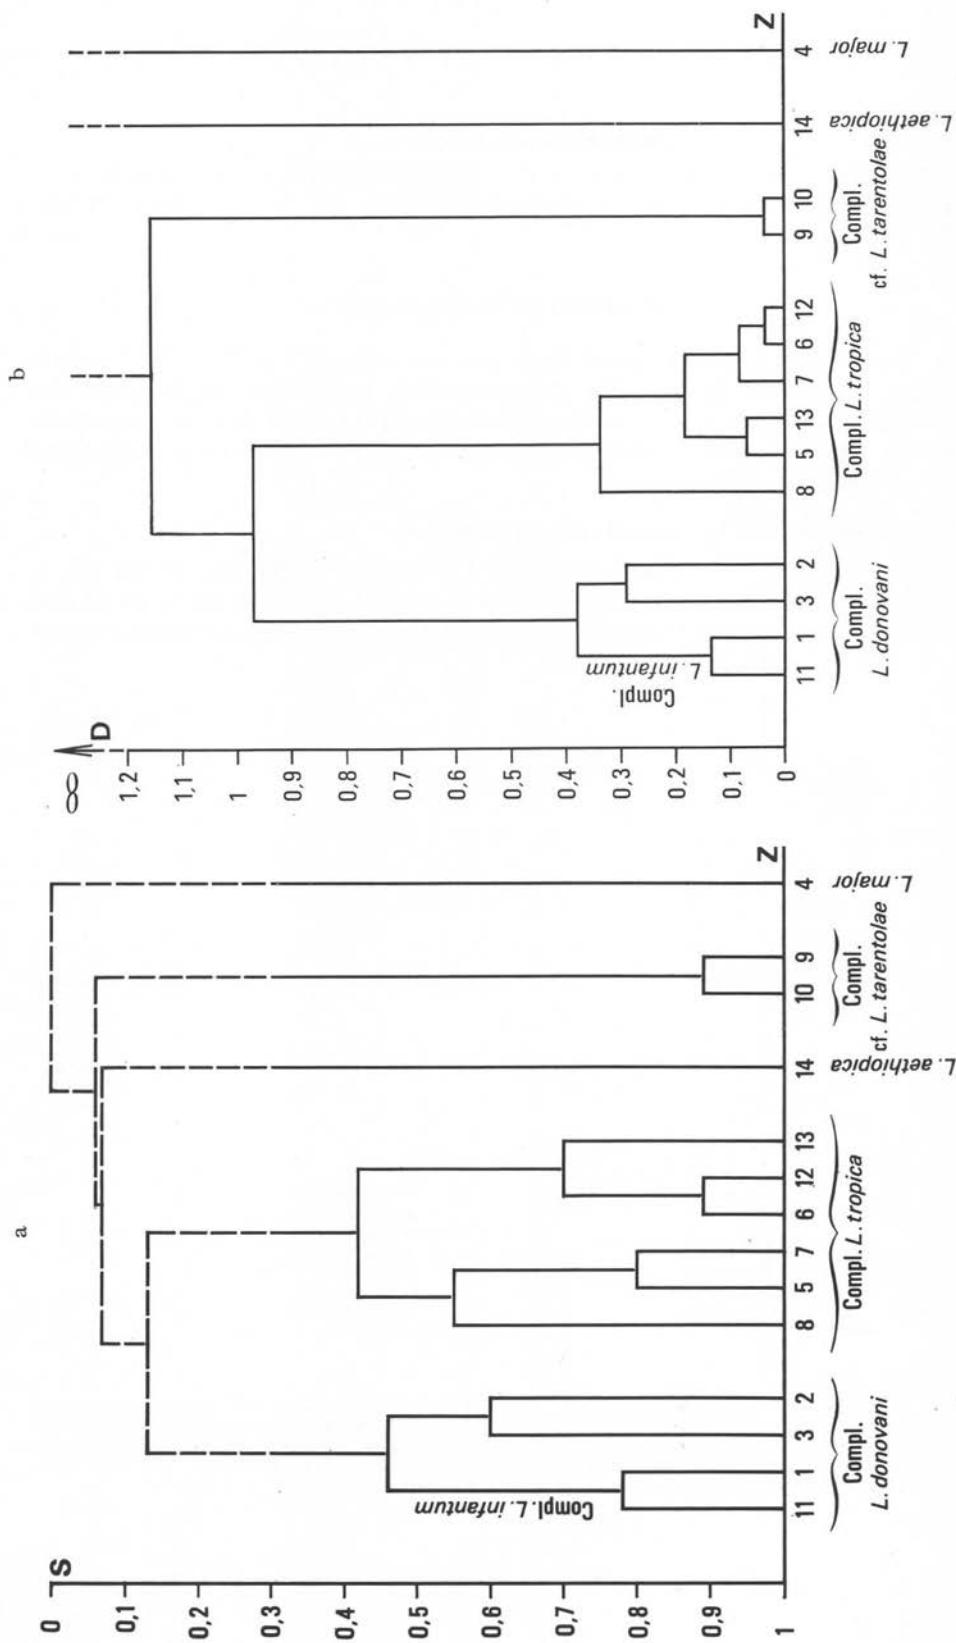 a
S
0
0,1
0,2
0,3
0,4
0,5
0,6
0,7
0,8
0,9
1
Compl. L. infantum
11 1 3 2 8 5 7 6 12 13 14 10 9 4 Z
Compl. L. donovani
Compl. L. tropica
L. aethiopica
Compl. cf. L. tarentolae
L. major
b
∞ D
1,2
1,1
1
0,9
0,8
0,7
0,6
0,5
0,4
0,3
0,2
0,1
0
Compl. L. infantum
11 1 3 2 8 5 13 7 6 12 9 10 14 4 Z
Compl. L. donovani
Compl. L. tropica
Compl. cf. L. tarentolae
L. aethiopica
L. major